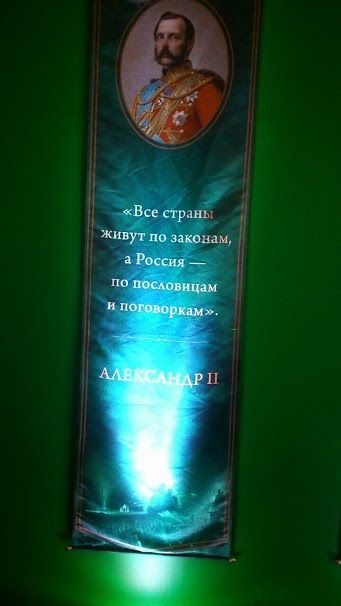 «Все страны
живут по законам,
а Россия —
по пословицам
и поговоркам».
АЛЕКСАНДР II